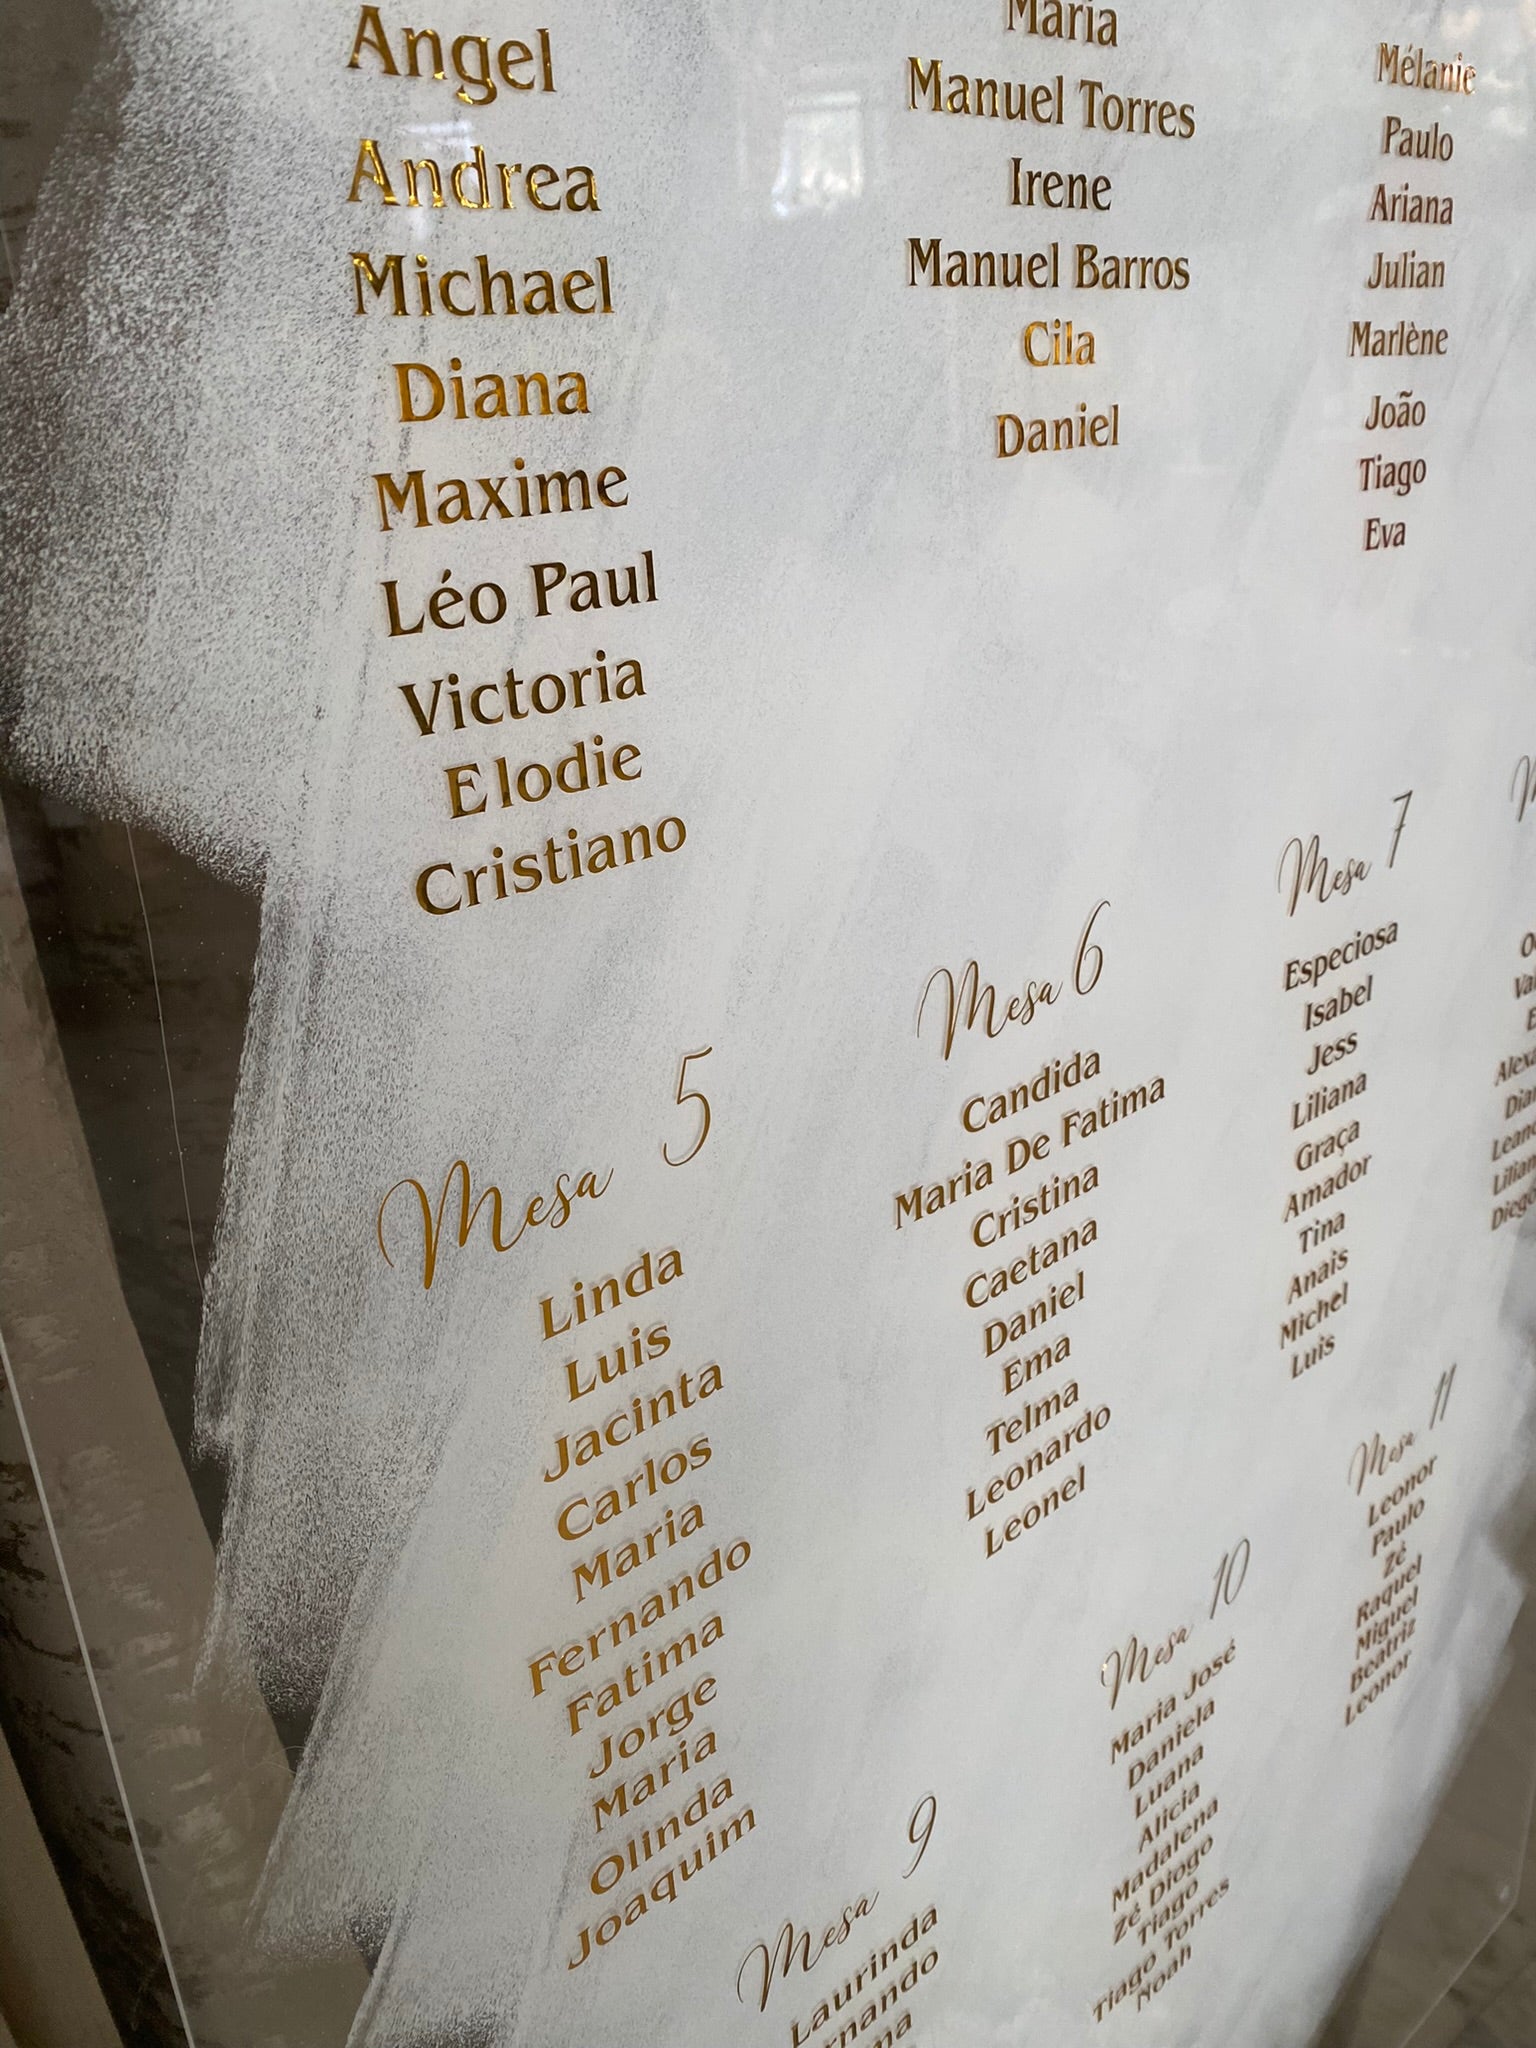 Angel
Andrea
Michael
Diana
Maxime
Léo Paul
Victoria
Elodie
Cristiano
Maria
Manuel Torres
Irene
Manuel Barros
Cila
Daniel
Mélanie
Paulo
Ariana
Julian
Marlène
João
Tiago
Eva
Mesa 5
Linda
Luis
Jacinta
Carlos
Maria
Fernando
Fatima
Jorge
Maria
Olinda
Joaquim
Mesa 6
Candida
Maria De Fatima
Cristina
Caetana
Daniel
Ema
Telma
Leonardo
Leonel
Mesa 7
Especiosa
Isabel
Jess
Liliana
Graça
Amador
Tina
Anais
Michel
Luis
Mesa 9
Laurinda
Mesa 10
Maria José
Daniela
Luana
Alicia
Madalena
Zé Diogo
Tiago
Tiago Torres
Noah
Mesa 11
Leonor
Paulo
Zé
Raquel
Miguel
Beatriz
Leonor